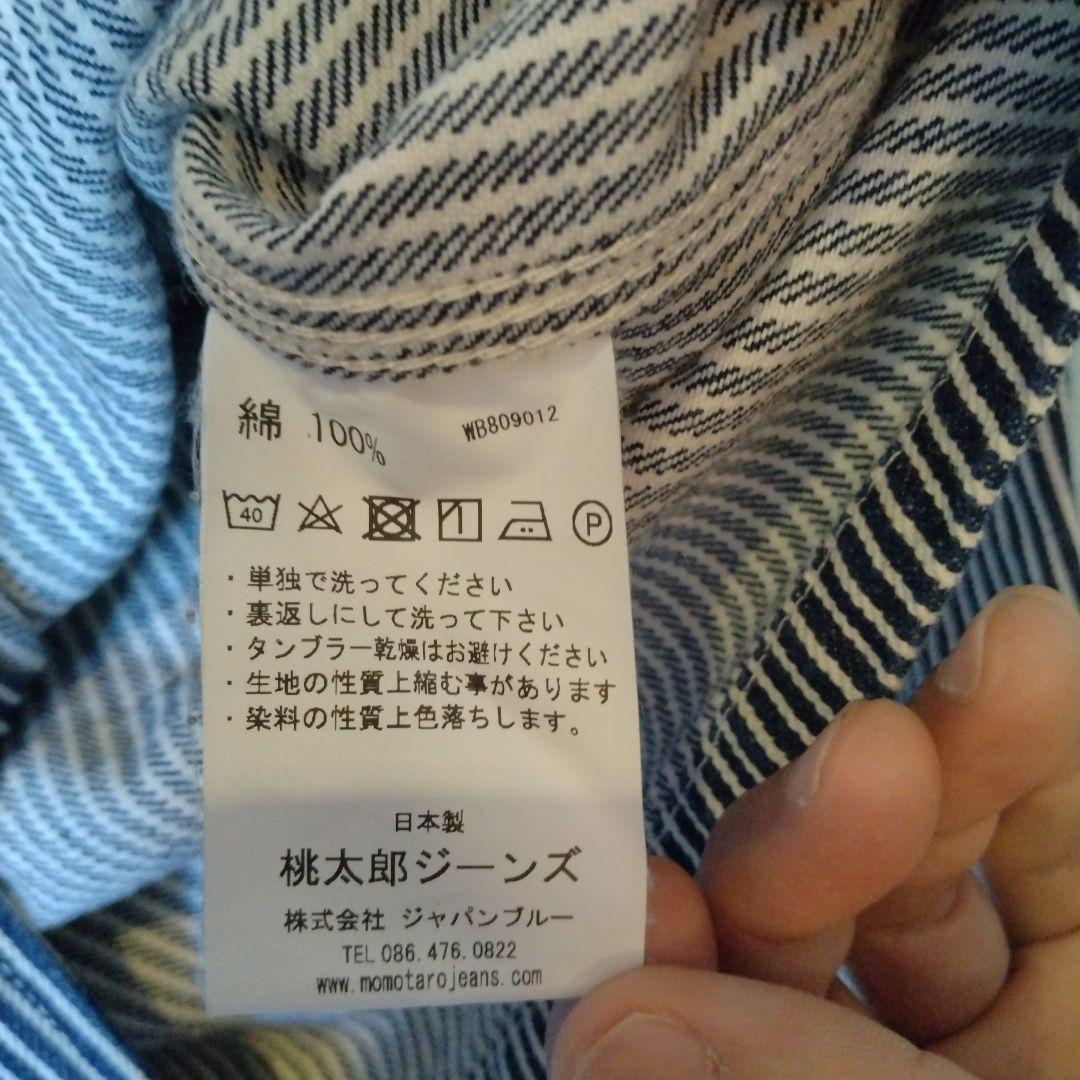 綿 100% WB809012
40 P
・単独で洗ってください
・裏返しにして洗って下さい
・タンブラー乾燥はお避けください
・生地の性質上縮む事があります
・染料の性質上色落ちします。
日本製
桃太郎ジーンズ
株式会社 ジャパンブルー
TEL 086.476.0822
www.momotarojeans.com